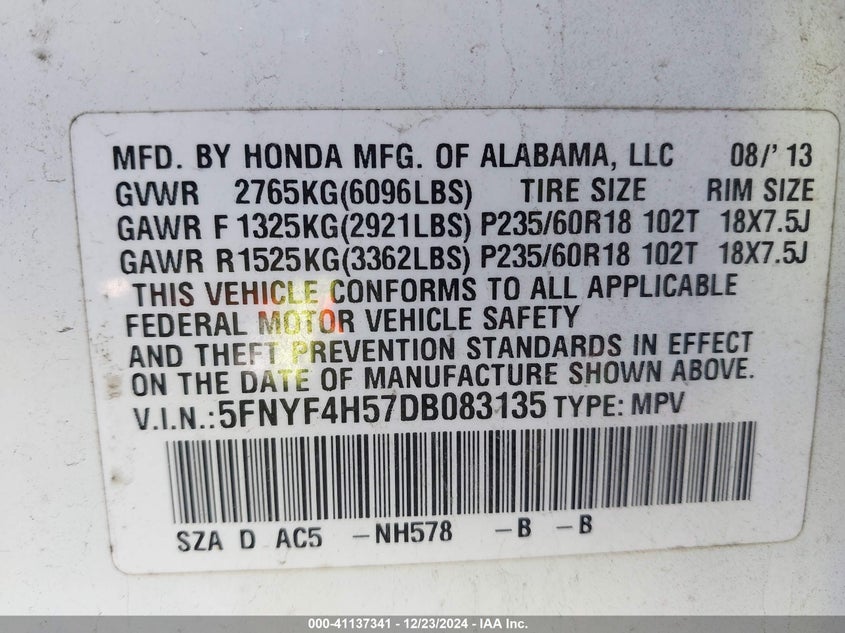 MFD. BY HONDA MFG. OF ALABAMA, LLC 08/' 13
GVWR 2765KG(6096LBS) TIRE SIZE RIM SIZE
GAWR F 1325KG(2921LBS) P235/60R18 102T 18X7.5J
GAWR R1525KG(3362LBS) P235/60R18 102T 18X7.5J
THIS VEHICLE CONFORMS TO ALL APPLICABLE
FEDERAL MOTOR VEHICLE SAFETY
AND THEFT PREVENTION STANDARDS IN EFFECT
ON THE DATE OF MANUFACTURE SHOWN ABOVE.
V.I.N.:5FNYF4H57DB083135 TYPE: MPV
SZA D AC5 -NH578 -B -B
000-41137341 - 12/23/2024 - IAA Inc.